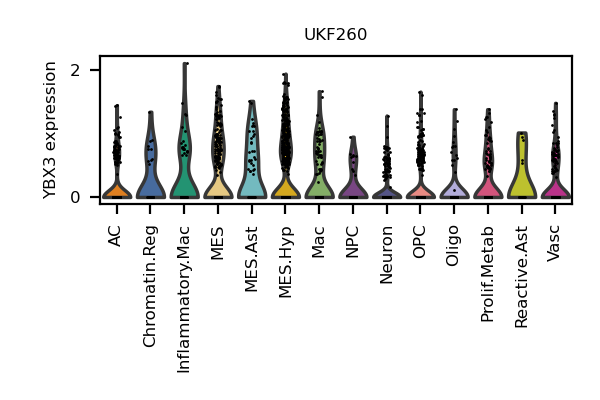 UKF260
YBX3 expression
2
0
AC
Chromatin.Reg
Inflammatory.Mac
MES
MES.Ast
MES.Hyp
Mac
NPC
Neuron
OPC
Oligo
Prolif.Metab
Reactive.Ast
Vasc